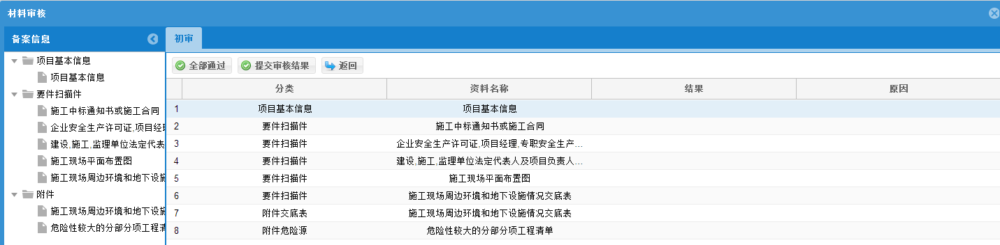 材料审核
备案信息
项目基本信息
项目基本信息
要件扫描件
施工中标通知书或施工合同
企业安全生产许可证,项目经理
建设,施工,监理单位法定代表
施工现场平面布置图
施工现场周边环境和地下设施
附件
施工现场周边环境和地下设施
危险性较大的分部分项工程清
初审
全部通过 提交审核结果 返回
分类 资料名称 结果 原因
1 项目基本信息 项目基本信息
2 要件扫描件 施工中标通知书或施工合同
3 要件扫描件 企业安全生产许可证,项目经理,专职安全生产...
4 要件扫描件 建设,施工,监理单位法定代表人及项目负责人...
5 要件扫描件 施工现场平面布置图
6 要件扫描件 施工现场周边环境和地下设施情况交底表
7 附件交底表 施工现场周边环境和地下设施情况交底表
8 附件危险源 危险性较大的分部分项工程清单